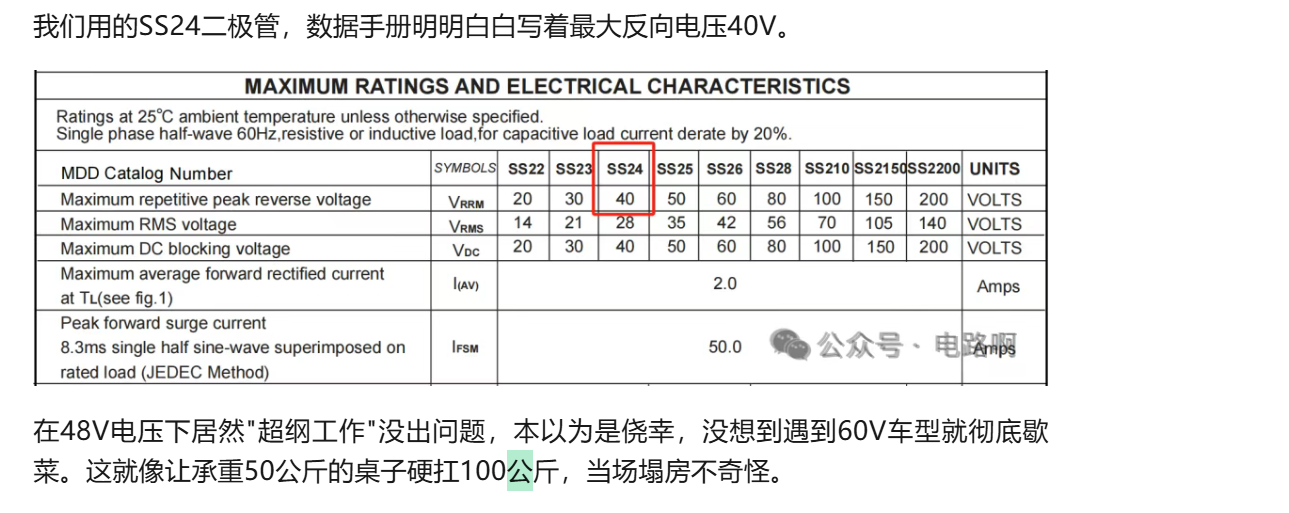 我们用的SS24二极管，数据手册明明白白写着最大反向电压40V。
MAXIMUM RATINGS AND ELECTRICAL CHARACTERISTICS
Ratings at 25℃ ambient temperature unless otherwise specified.
Single phase half-wave 60Hz,resistive or inductive load,for capacitive load current derate by 20%.
MDD Catalog Number SYMBOLS SS22 SS23 SS24 SS25 SS26 SS28 SS210 SS2150 SS2200 UNITS
Maximum repetitive peak reverse voltage VRRM 20 30 40 50 60 80 100 150 200 VOLTS
Maximum RMS voltage VRMS 14 21 28 35 42 56 70 105 140 VOLTS
Maximum DC blocking voltage VDC 20 30 40 50 60 80 100 150 200 VOLTS
Maximum average forward rectified current
at TL(see fig.1) I(AV) 2.0 Amps
Peak forward surge current
8.3ms single half sine-wave superimposed on IFSM 50.0 Amps
rated load (JEDEC Method)
公众号 · 电路啊
在48V电压下居然"超纲工作"没出问题，本以为是侥幸，没想到遇到60V车型就彻底歇
菜。这就像让承重50公斤的桌子硬扛100公斤，当场塌房不奇怪。